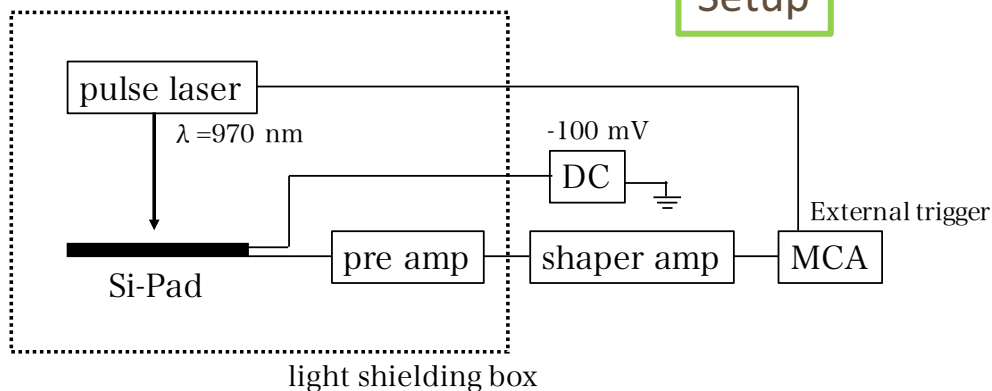 Setup
pulse laser
λ=970 nm
-100 mV
DC
External trigger
pre amp
shaper amp
MCA
Si-Pad
light shielding box